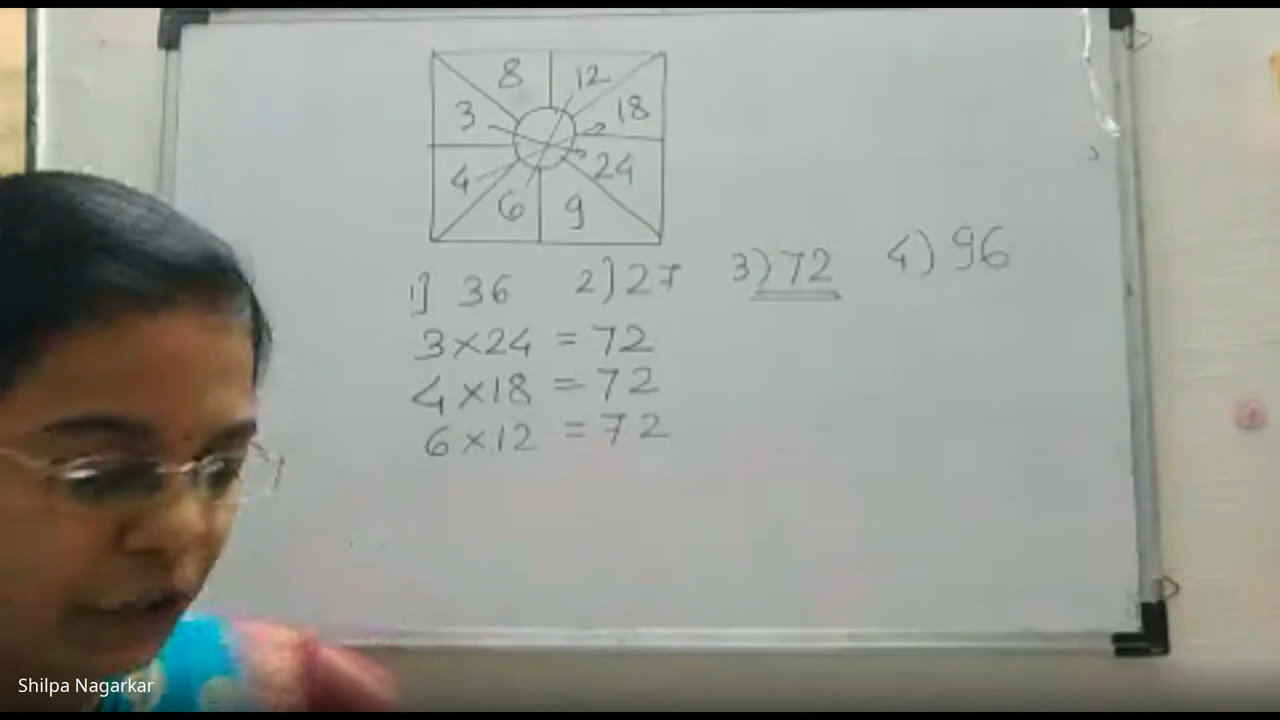 8 12
3 18
4 24
6 9
1] 36 2] 27 3) 72 4) 96
3×24 = 72
4×18 = 72
6×12 = 72
Shilpa Nagarkar